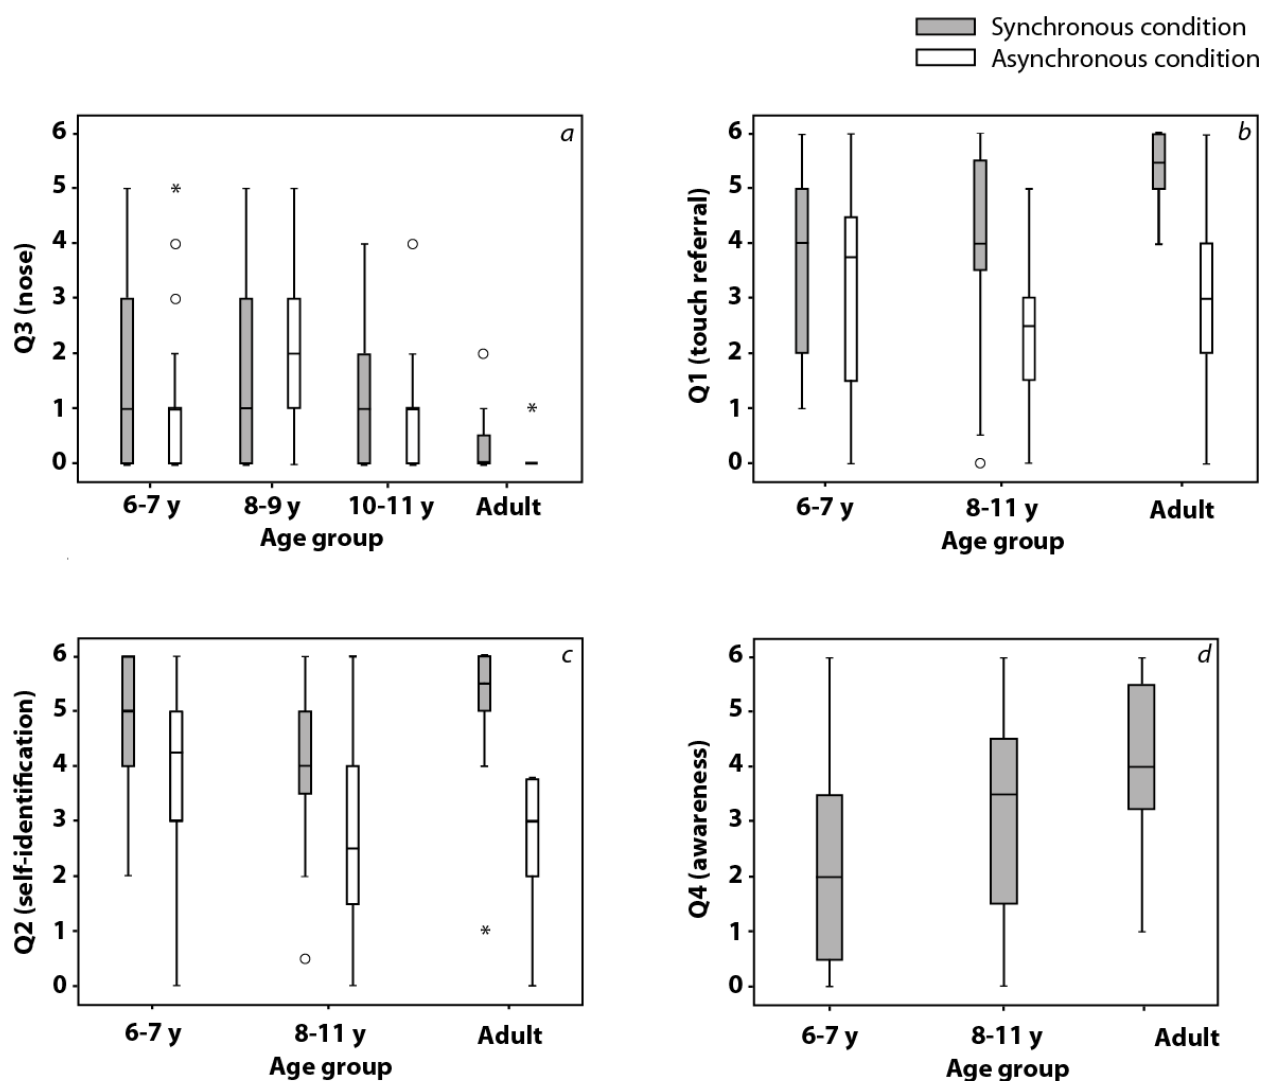 Synchronous condition
Asynchronous condition
a
6
5
4
3
2
1
0
Q3 (nose)
*
*
6-7 y 8-9 y 10-11 y Adult
Age group
b
6
5
4
3
2
1
0
Q1 (touch referral)
6-7 y 8-11 y Adult
Age group
c
6
5
4
3
2
1
0
Q2 (self-identification)
*
6-7 y 8-11 y Adult
Age group
d
6
5
4
3
2
1
0
Q4 (awareness)
6-7 y 8-11 y Adult
Age group